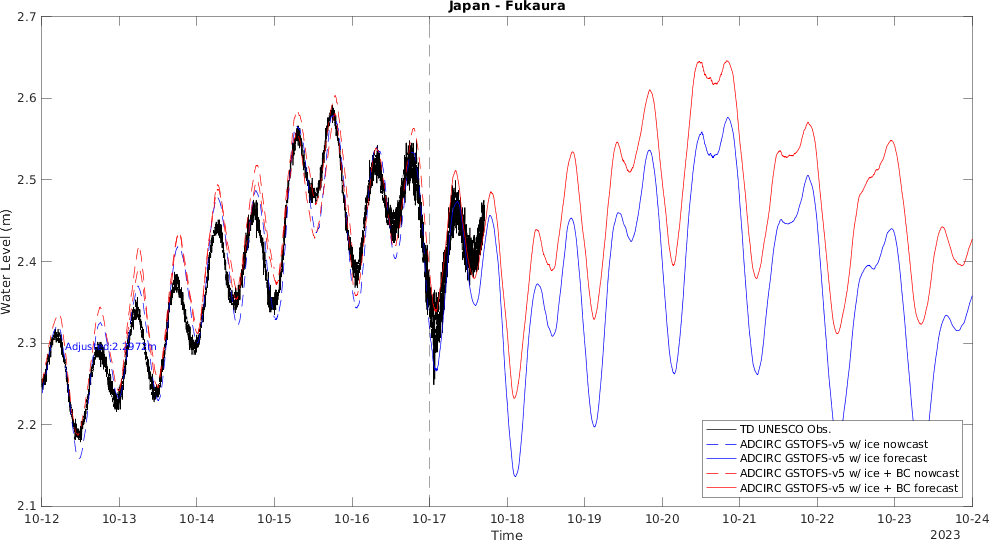 Japan - Fukaura
2.7
2.6
2.5
2.4
2.3
2.2
2.1
Water Level (m)
Adjusted:2.2972m
TD UNESCO Obs.
ADCIRC GSTOFS-v5 w/ ice nowcast
ADCIRC GSTOFS-v5 w/ ice forecast
ADCIRC GSTOFS-v5 w/ ice + BC nowcast
ADCIRC GSTOFS-v5 w/ ice + BC forecast
10-12 10-13 10-14 10-15 10-16 10-17 10-18 10-19 10-20 10-21 10-22 10-23 10-24
Time
2023